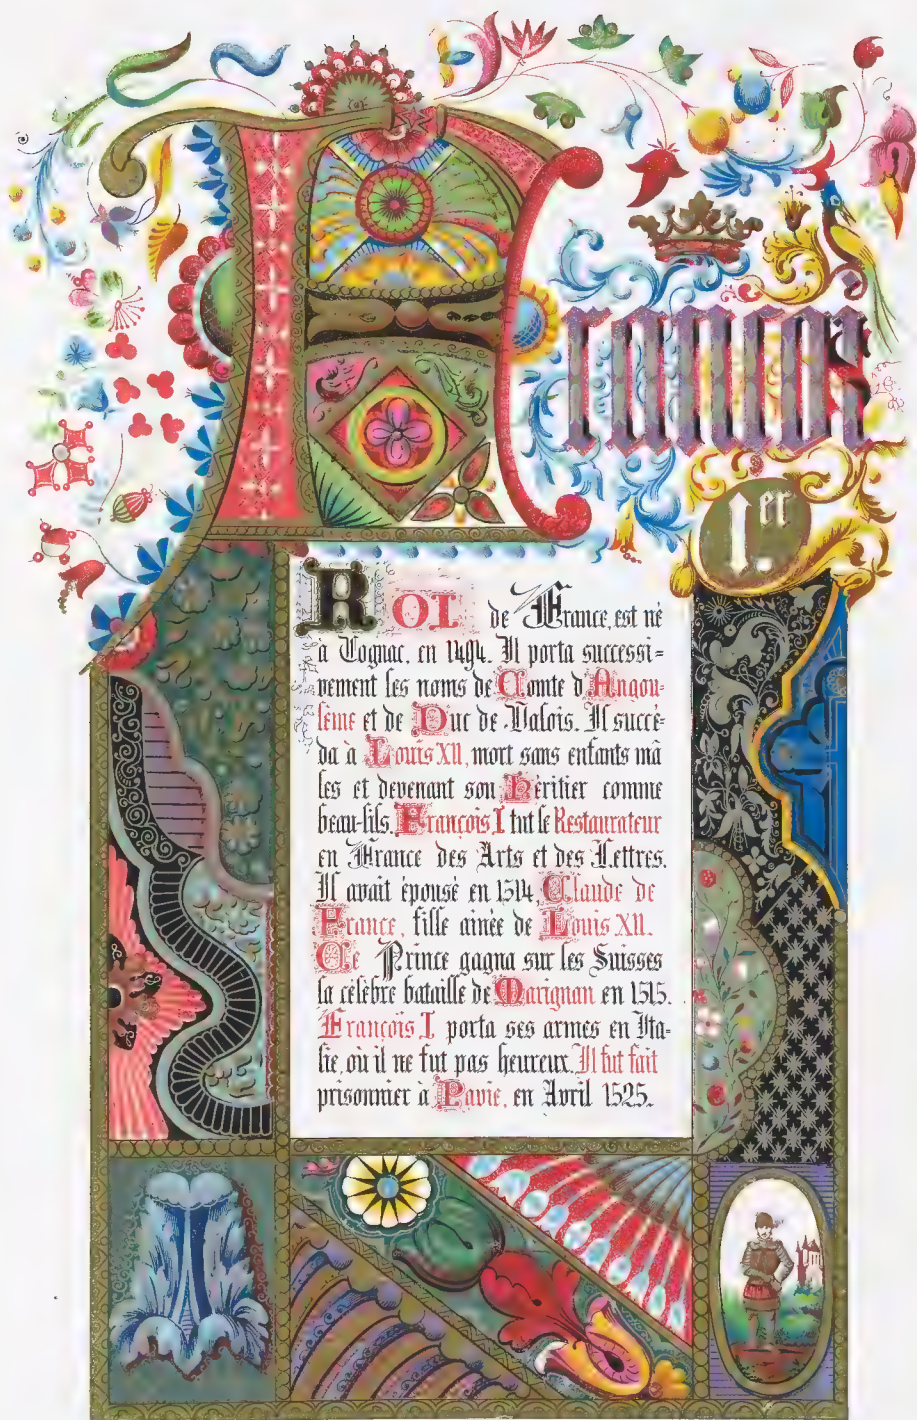 François
1.er
ROI de France, est né
à Cognac, en 1494. Il porta successi=
vement les noms de Comte d'Angou=
leme et de Duc de Valois. Il succé=
da à Louis XII, mort sans enfants mâ
les et devenant son Héritier comme
beau-fils. François I fut le Restaurateur
en France des Arts et des Lettres.
Il avait épousé en 1514, Claude de
France, fille ainée de Louis XII.
Ce Prince gagna sur les Suisses
la célèbre bataille de Marignan en 1515.
François I porta ses armes en Ita-
lie, où il ne fut pas heureux. Il fut fait
prisonnier à Pavie, en Avril 1525.